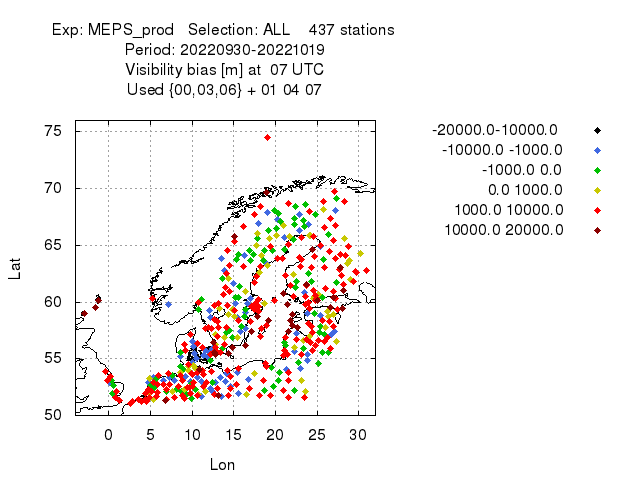 Exp: MEPS_prod   Selection: ALL    437 stations
Period: 20220930-20221019
Visibility bias [m] at  07 UTC
Used {00,03,06} + 01 04 07
-20000.0-10000.0
-10000.0 -1000.0
-1000.0 0.0
0.0 1000.0
1000.0 10000.0
10000.0 20000.0
75
70
65
60
55
50
Lat
0 5 10 15 20 25 30
Lon